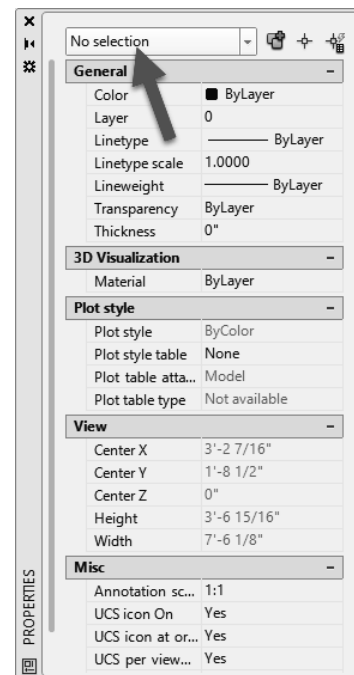 No selection
General
Color ByLayer
Layer 0
Linetype ByLayer
Linetype scale 1.0000
Lineweight ByLayer
Transparency ByLayer
Thickness 0"
3D Visualization
Material ByLayer
Plot style
Plot style ByColor
Plot style table None
Plot table atta... Model
Plot table type Not available
View
Center X 3'-2 7/16"
Center Y 1'-8 1/2"
Center Z 0"
Height 3'-6 15/16"
Width 7'-6 1/8"
Misc
Annotation sc... 1:1
UCS icon On Yes
UCS icon at or... Yes
UCS per view... Yes
PROPERTIES